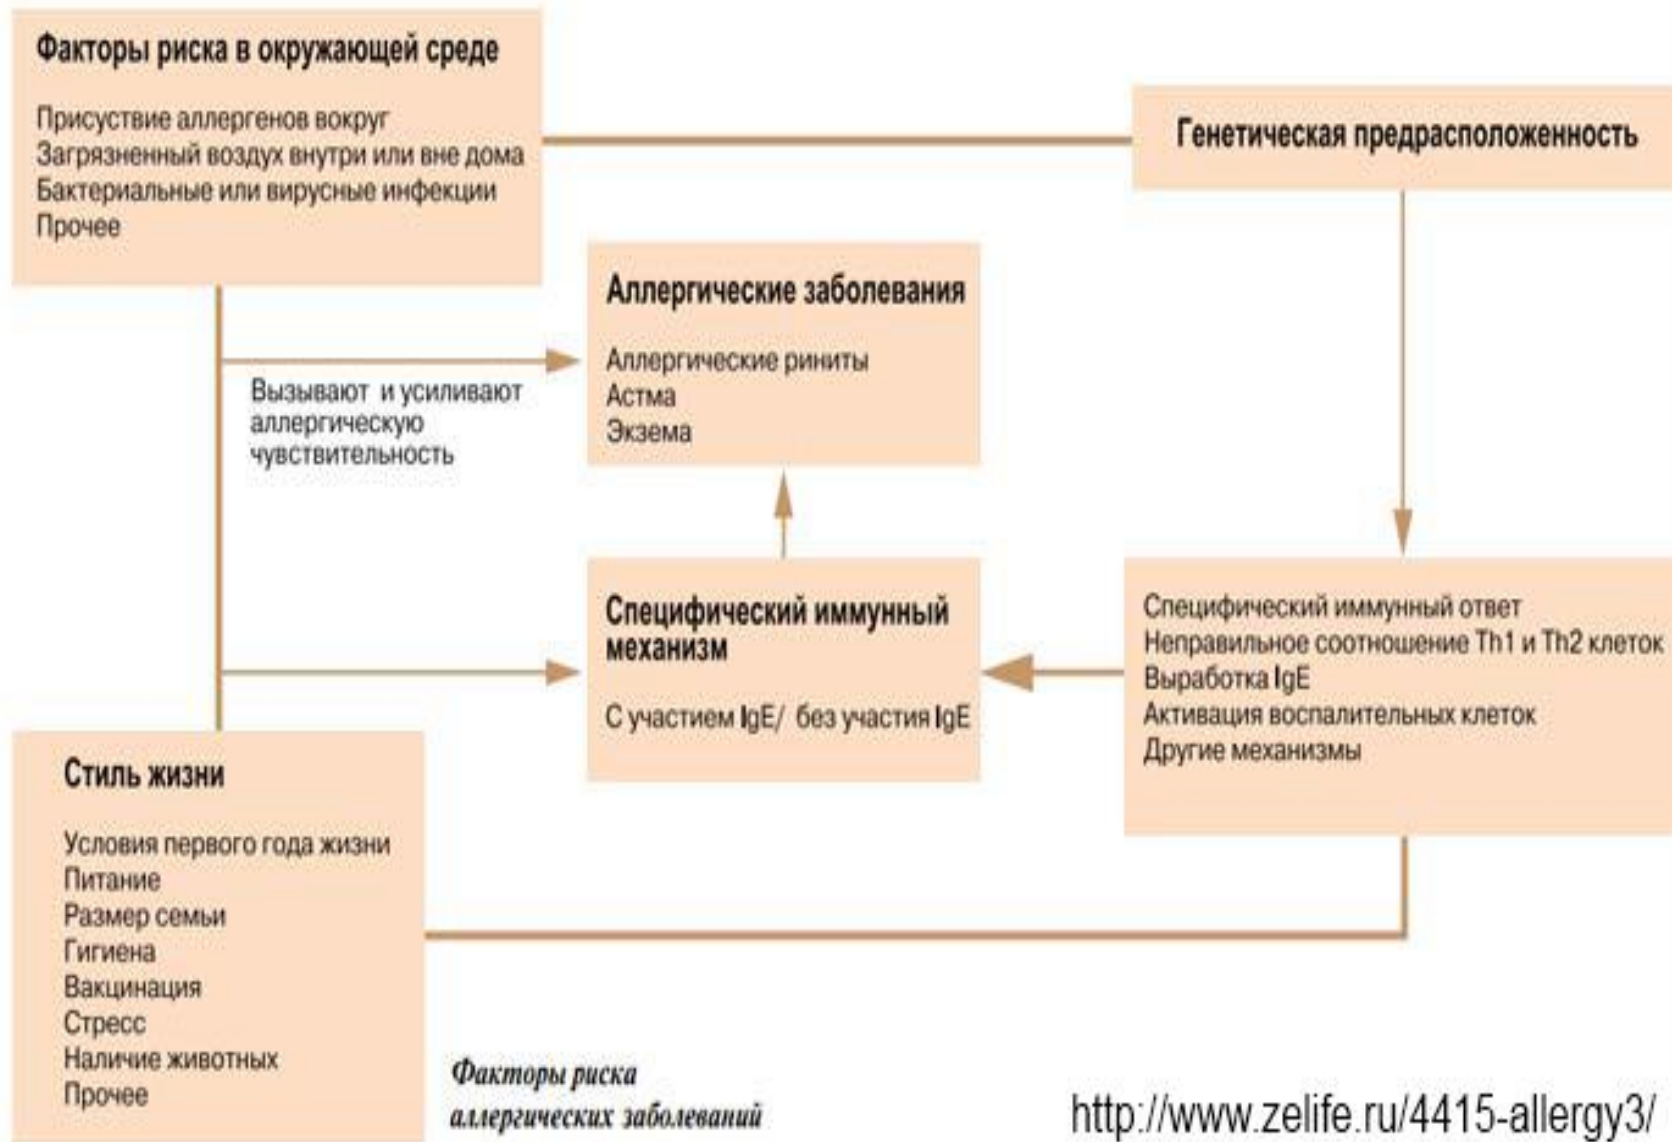 Факторы риска в окружающей среде
Присуствие аллергенов вокруг
Загрязненный воздух внутри или вне дома
Бактериальные или вирусные инфекции
Прочее
Генетическая предрасположенность
Аллергические заболевания
Аллергические риниты
Астма
Экзема
Вызывают и усиливают
аллергическую
чувствительность
Специфический иммунный
механизм
С участием IgE/ без участия IgE
Специфический иммунный ответ
Неправильное соотношение Th1 и Th2 клеток
Выработка IgE
Активация воспалительных клеток
Другие механизмы
Стиль жизни
Условия первого года жизни
Питание
Размер семьи
Гигиена
Вакцинация
Стресс
Наличие животных
Прочее
Факторы риска
аллергических заболеваний
http://www.zelife.ru/4415-allergy3/